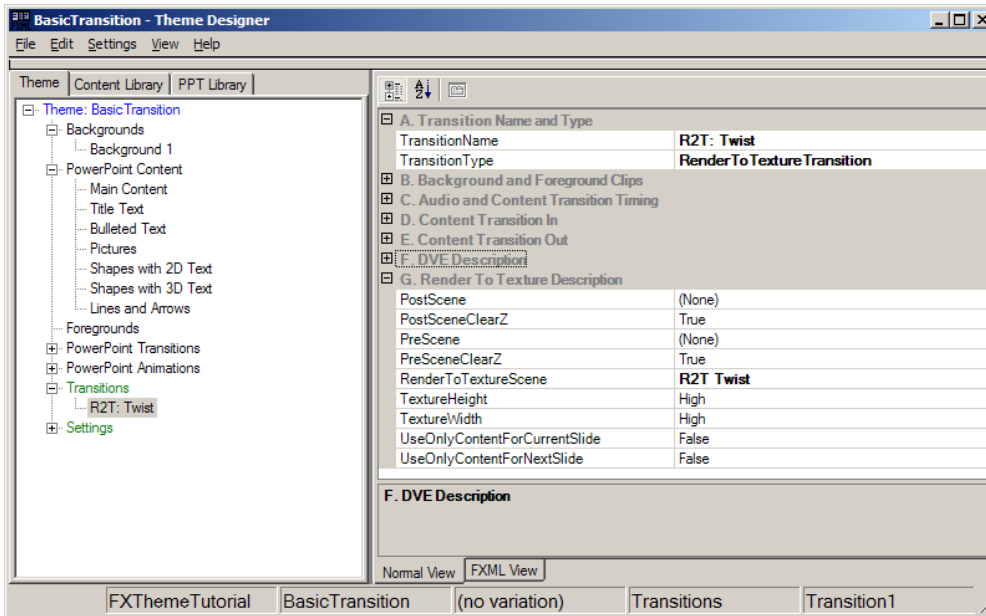 BasicTransition - Theme Designer
File Edit Settings View Help
Theme Content Library PPT Library
Theme: BasicTransition
Backgrounds
Background 1
PowerPoint Content
Main Content
Title Text
Bulleted Text
Pictures
Shapes with 2D Text
Shapes with 3D Text
Lines and Arrows
Foregrounds
PowerPoint Transitions
PowerPoint Animations
Transitions
R2T: Twist
Settings
A. Transition Name and Type
TransitionName R2T: Twist
TransitionType RenderToTextureTransition
B. Background and Foreground Clips
C. Audio and Content Transition Timing
D. Content Transition In
E. Content Transition Out
F. DVE Description
G. Render To Texture Description
PostScene (None)
PostSceneClearZ True
PreScene (None)
PreSceneClearZ True
RenderToTextureScene R2T Twist
TextureHeight High
TextureWidth High
UseOnlyContentForCurrentSlide False
UseOnlyContentForNextSlide False
F. DVE Description
Normal View FXML View
FXThemeTutorial BasicTransition (no variation) Transitions Transition1